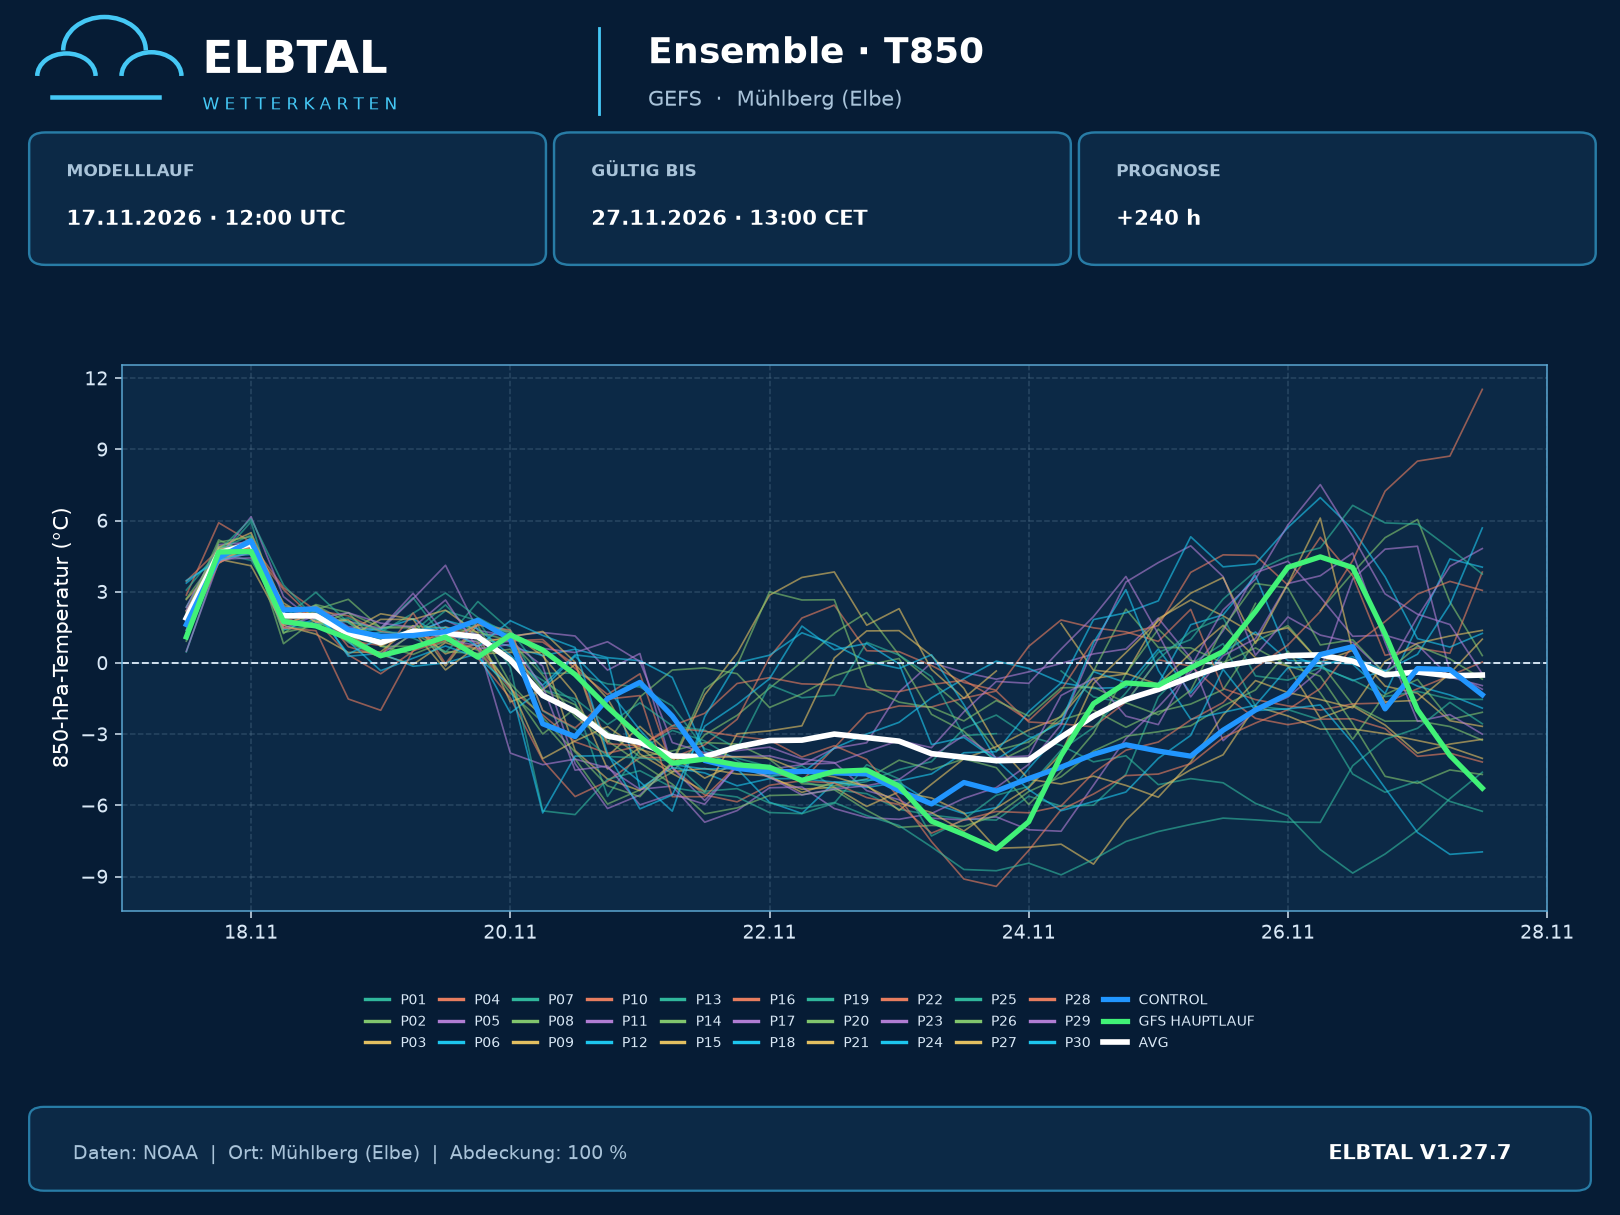 ELBTAL
WETTERKARTEN
Ensemble · T850
GEFS · Mühlberg (Elbe)
MODELLLAUF
17.11.2026 · 12:00 UTC
GÜLTIG BIS
27.11.2026 · 13:00 CET
PROGNOSE
+240 h
850-hPa-Temperatur (°C)
12
9
6
3
0
−3
−6
−9
18.11 20.11 22.11 24.11 26.11 28.11
P01 P04 P07 P10 P13 P16 P19 P22 P25 P28 CONTROL
P02 P05 P08 P11 P14 P17 P20 P23 P26 P29 GFS HAUPTLAUF
P03 P06 P09 P12 P15 P18 P21 P24 P27 P30 AVG
Daten: NOAA | Ort: Mühlberg (Elbe) | Abdeckung: 100 %
ELBTAL V1.27.7